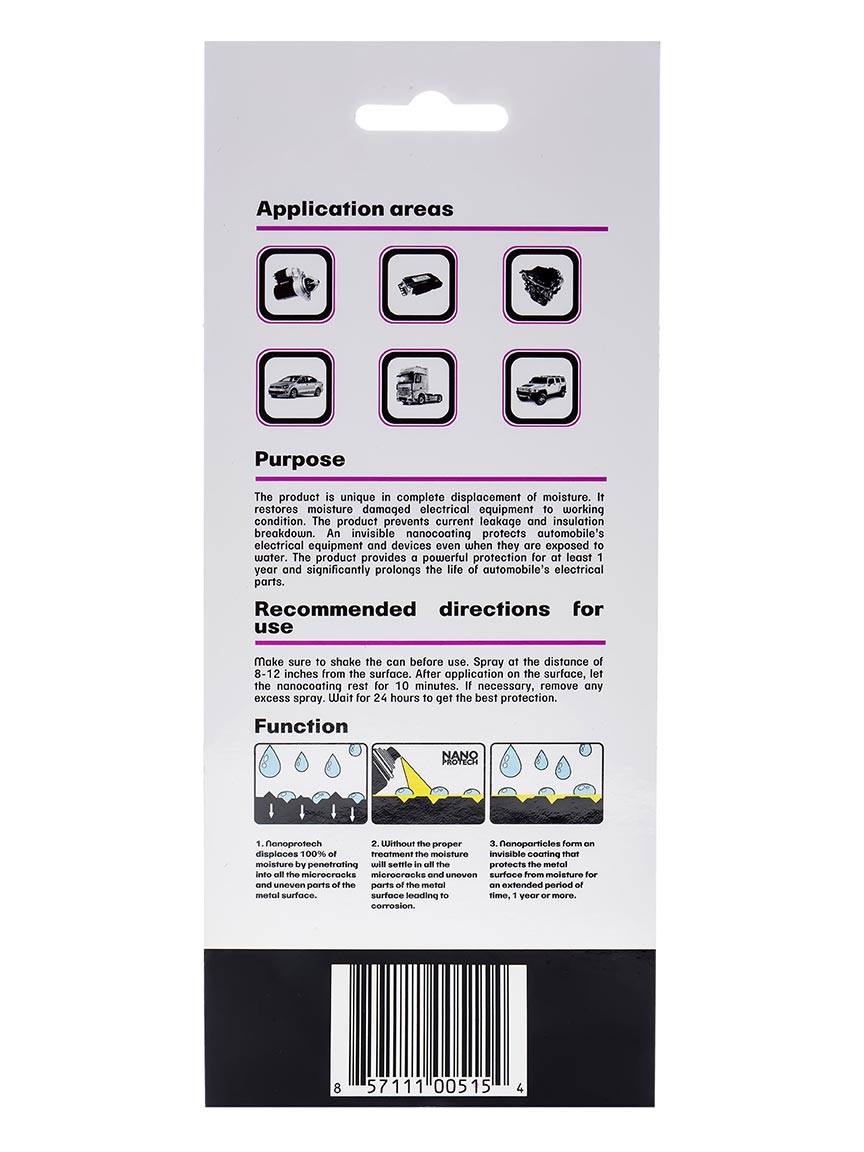 Application areas
Purpose
The product is unique in complete displacement of moisture. It
restores moisture damaged electrical equipment to working
condition. The product prevents current leakage and insulation
breakdown. An invisible nanocoating protects automobile's
electrical equipment and devices even when they are exposed to
water. The product provides a powerful protection for at least 1
year and significantly prolongs the life of automobile's electrical
parts.
Recommended directions for
use
Make sure to shake the can before use. Spray at the distance of
8-12 inches from the surface. After application on the surface, let
the nanocoating rest for 10 minutes. If necessary, remove any
excess spray. Wait for 24 hours to get the best protection.
Function
NANO
PROTECH
1. Nanoprotech
displaces 100% of
moisture by penetrating
into all the microcracks
and uneven parts of the
metal surface.
2. Without the proper
treatment the moisture
will settle in all the
microcracks and uneven
parts of the metal
surface leading to
corrosion.
3. Nanoparticles form an
invisible coating that
protects the metal
surface from moisture for
an extended period of
time, 1 year or more.
8 57111 00515 4